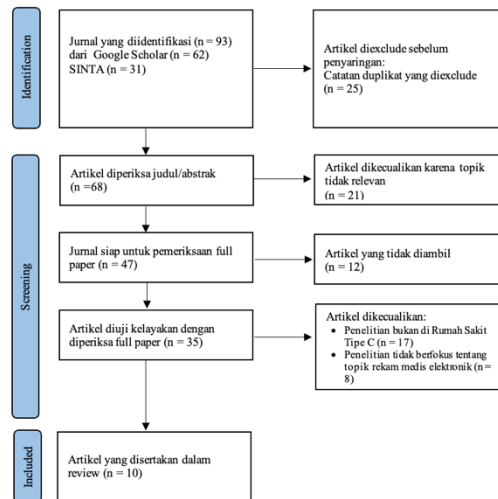 Identification
Jurnal yang diidentifikasi (n = 93)
dari Google Scholar (n = 62)
SINTA (n = 31)
Artikel diexclude sebelum
penyaringan:
Catatan duplikat yang diexclude
(n = 25)
Screening
Artikel diperiksa judul/abstrak
(n =68)
Artikel dikecualikan karena topik
tidak relevan
(n = 21)
Jurnal siap untuk pemeriksaan full
paper (n = 47)
Artikel yang tidak diambil
(n = 12)
Artikel diuji kelayakan dengan
diperiksa full paper (n = 35)
Artikel dikecualikan:
• Penelitian bukan di Rumah Sakit
Tipe C (n = 17)
• Penelitian tidak berfokus tentang
topik rekam medis elektronik (n =
8)
Included
Artikel yang disertakan dalam
review (n = 10)